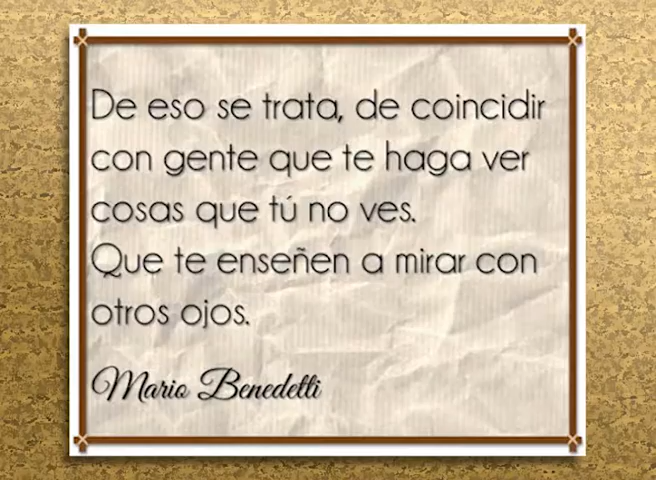 De eso se trata, de coincidir
con gente que te haga ver
cosas que tú no ves.
Que te enseñen a mirar con
otros ojos.
Mario Benedetti